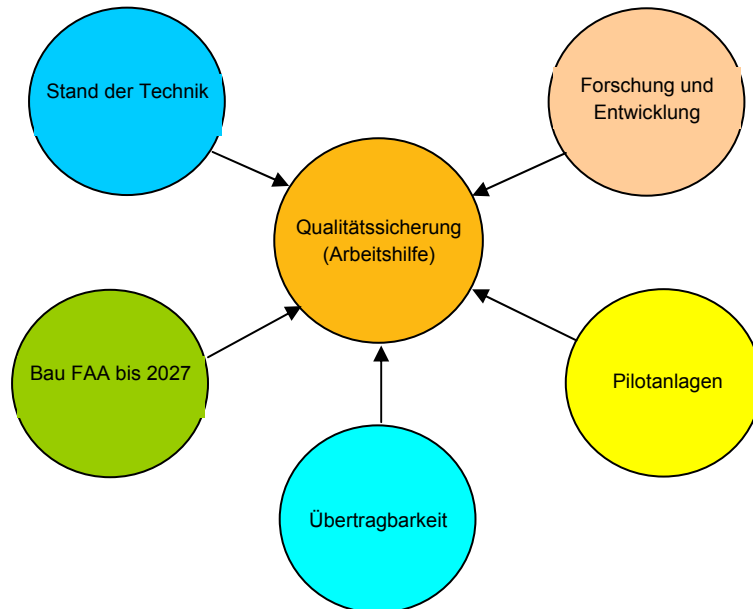 Stand der Technik
Forschung und
Entwicklung
Qualitätssicherung
(Arbeitshilfe)
Bau FAA bis 2027
Pilotanlagen
Übertragbarkeit